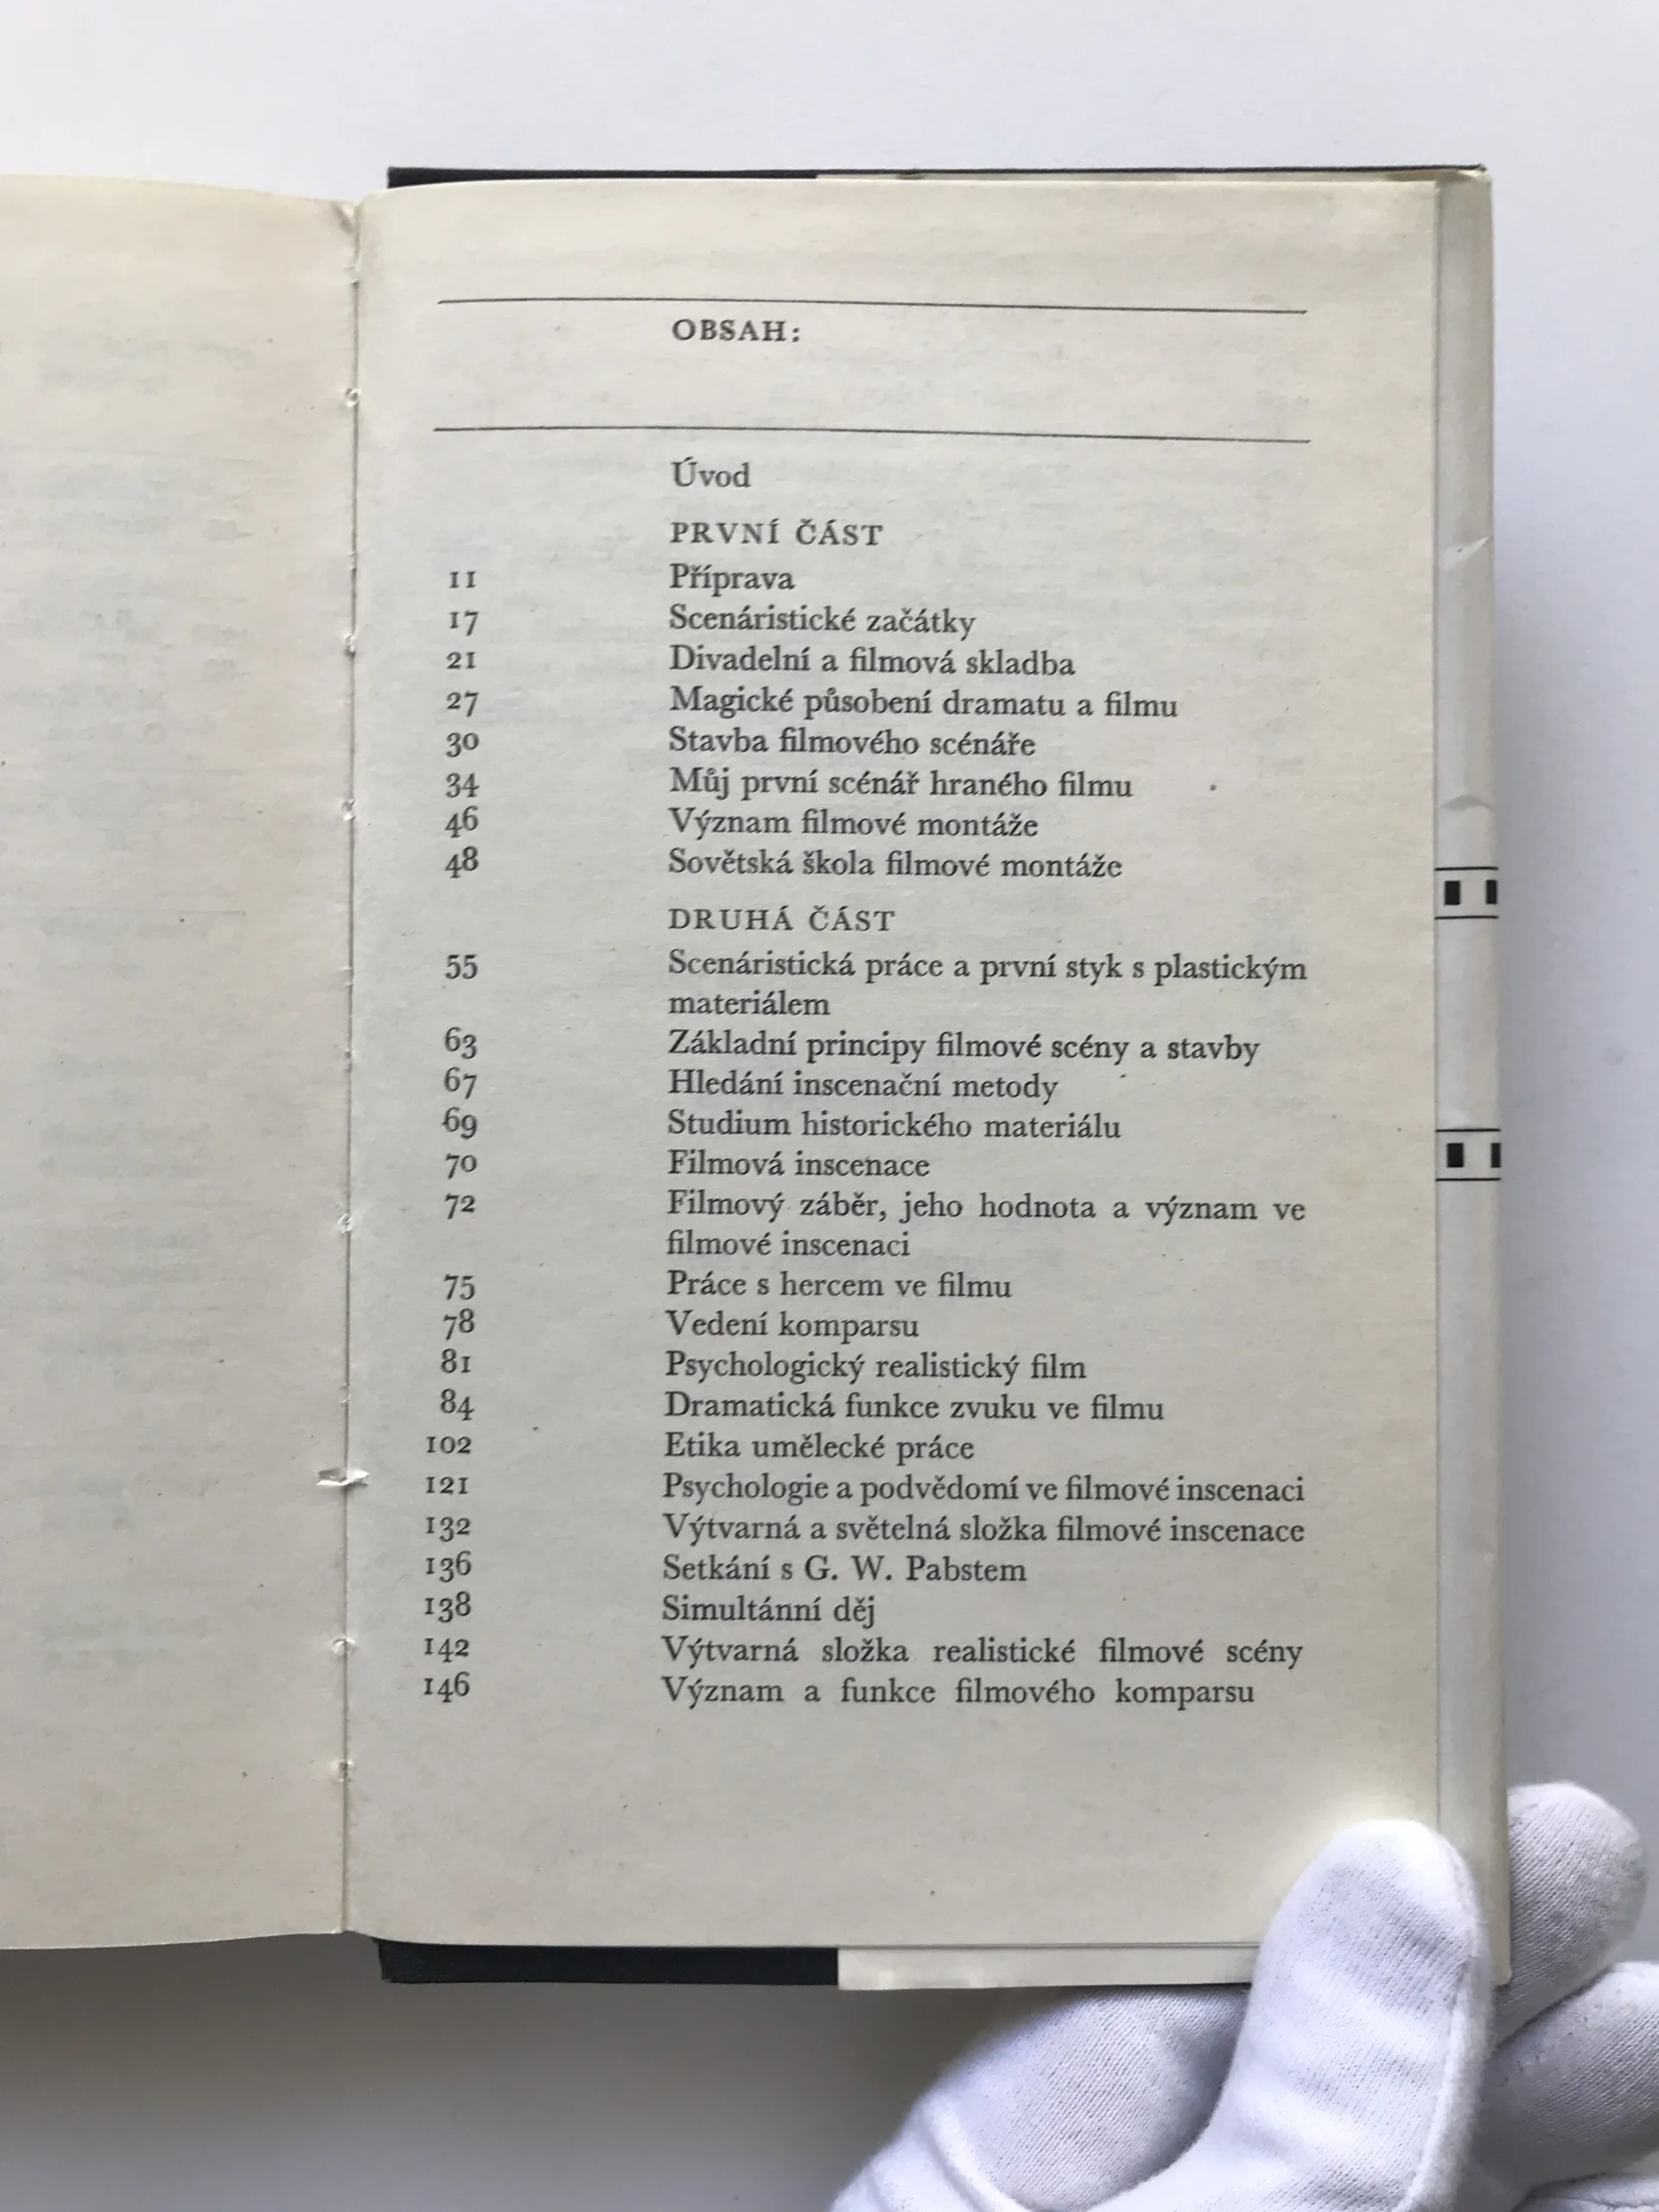 OBSAH:
Úvod
PRVNÍ ČÁST
11 Příprava
17 Scenáristické začátky
21 Divadelní a filmová skladba
27 Magické působení dramatu a filmu
30 Stavba filmového scénáře
34 Můj první scénář hraného filmu
46 Význam filmové montáže
48 Sovětská škola filmové montáže
DRUHÁ ČÁST
55 Scenáristická práce a první styk s plastickým
materiálem
63 Základní principy filmové scény a stavby
67 Hledání inscenační metody
69 Studium historického materiálu
70 Filmová inscenace
72 Filmový záběr, jeho hodnota a význam ve
filmové inscenaci
75 Práce s hercem ve filmu
78 Vedení komparsu
81 Psychologický realistický film
84 Dramatická funkce zvuku ve filmu
102 Etika umělecké práce
121 Psychologie a podvědomí ve filmové inscenaci
132 Výtvarná a světelná složka filmové inscenace
136 Setkání s G. W. Pabstem
138 Simultánní děj
142 Výtvarná složka realistické filmové scény
146 Význam a funkce filmového komparsu